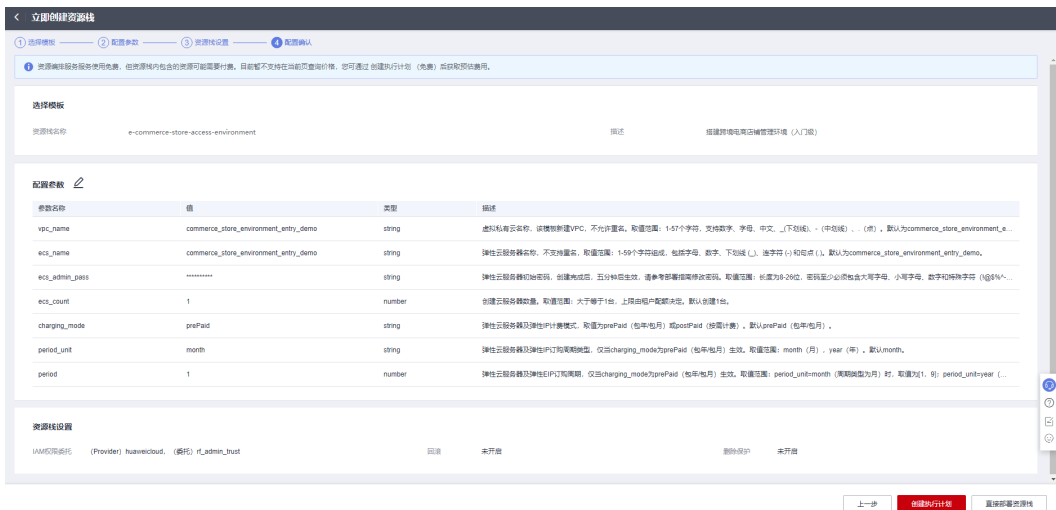 < 立即创建资源栈
1 选择模板 2 配置参数 3 资源栈设置 4 配置确认
资源编排服务服务使用免费，但资源栈内包含的资源可能需要付费。目前暂不支持在当前页查询价格，您可通过 创建执行计划 （免费）后获取预估费用。
选择模板
资源栈名称 e-commerce-store-access-environment 描述 搭建跨境电商店铺管理环境（入门级）
配置参数
参数名称 值 类型 描述
vpc_name commerce_store_environment_entry_demo string 虚拟私有云名称，该模板新建VPC，不允许重名。取值范围：1-57个字符，支持数字、字母、中文、_(下划线)、-（中划线）、.（点）。默认为commerce_store_environment_e...
ecs_name commerce_store_environment_entry_demo string 弹性云服务器名称，不支持重名，取值范围：1-59个字符组成，包括字母、数字、下划线 (_)、连字符 (-) 和句点 (.)。默认为commerce_store_environment_entry_demo。
ecs_admin_pass ********** string 弹性云服务器初始密码，创建完成后，五分钟后生效，请参考部署指南修改密码。取值范围：长度为8-26位，密码至少必须包含大写字母、小写字母、数字和特殊字符（!@$%^-...
ecs_count 1 number 创建云服务器数量。取值范围：大于等于1台，上限由租户配额决定。默认创建1台。
charging_mode prePaid string 弹性云服务器及弹性IP计费模式，取值为prePaid（包年/包月）或postPaid（按需计费）。默认prePaid（包年/包月）。
period_unit month string 弹性云服务器及弹性IP订购周期类型，仅当charging_mode为prePaid（包年/包月）生效。取值范围：month（月），year（年）。默认month。
period 1 number 弹性云服务器及弹性EIP订购周期，仅当charging_mode为prePaid（包年/包月）生效。取值范围：period_unit=month（周期类型为月）时，取值为[1，9]；period_unit=year（...
资源栈设置
IAM权限委托 (Provider) huaweicloud, (委托) rf_admin_trust 回滚 未开启 删除保护 未开启
上一步 创建执行计划 直接部署资源栈